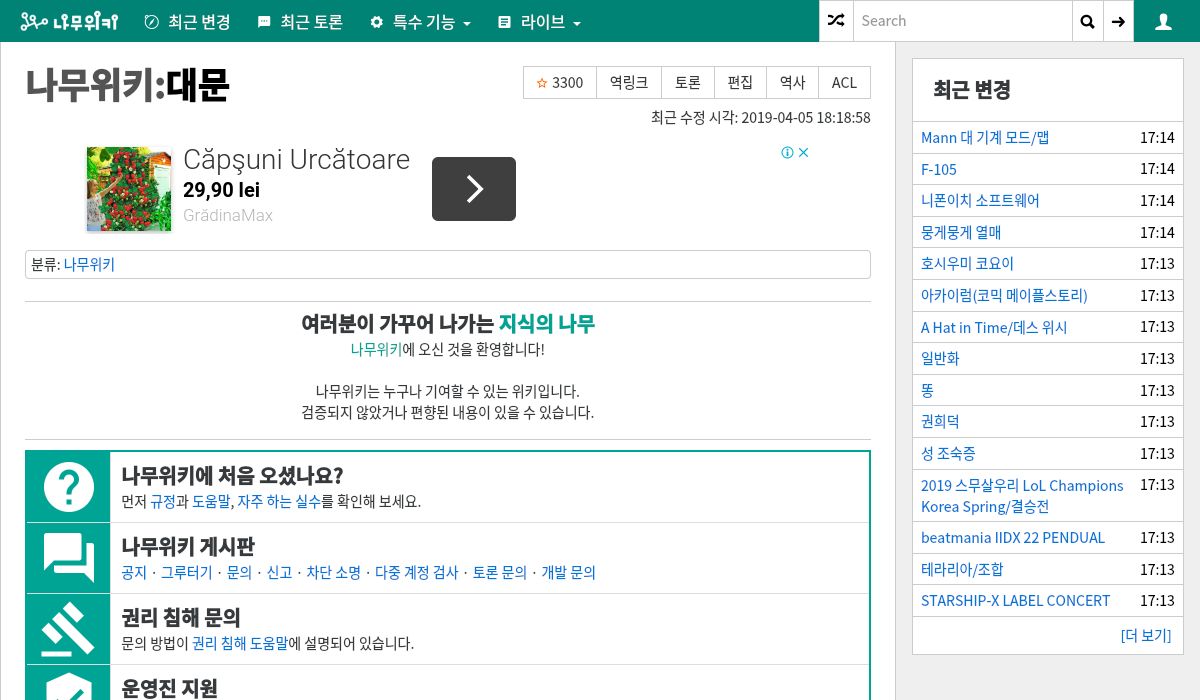 나무위키 최근 변경 최근 토론 특수 기능 라이브 Search
나무위키:대문
3300 역링크 토론 편집 역사 ACL
최근 수정 시각: 2019-04-05 18:18:58
Căpşuni Urcătoare
29,90 lei
GrădinaMax
분류: 나무위키
여러분이 가꾸어 나가는 지식의 나무
나무위키에 오신 것을 환영합니다!
나무위키는 누구나 기여할 수 있는 위키입니다.
검증되지 않았거나 편향된 내용이 있을 수 있습니다.
나무위키에 처음 오셨나요?
먼저 규정과 도움말, 자주 하는 실수를 확인해 보세요.
나무위키 게시판
공지 · 그루터기 · 문의 · 신고 · 차단 소명 · 다중 계정 검사 · 토론 문의 · 개발 문의
권리 침해 문의
문의 방법이 권리 침해 도움말에 설명되어 있습니다.
운영진 지원
최근 변경
Mann 대 기계 모드/맵 17:14
F-105 17:14
니폰이치 소프트웨어 17:14
뭉게뭉게 열매 17:14
호시우미 코요이 17:13
아카이럼(코믹 메이플스토리) 17:13
A Hat in Time/데스 위시 17:13
일반화 17:13
똥 17:13
권희덕 17:13
성 조숙증 17:13
2019 스무살우리 LoL Champions 17:13
Korea Spring/결승전
beatmania IIDX 22 PENDUAL 17:13
테라리아/조합 17:13
STARSHIP-X LABEL CONCERT 17:13
[더 보기]